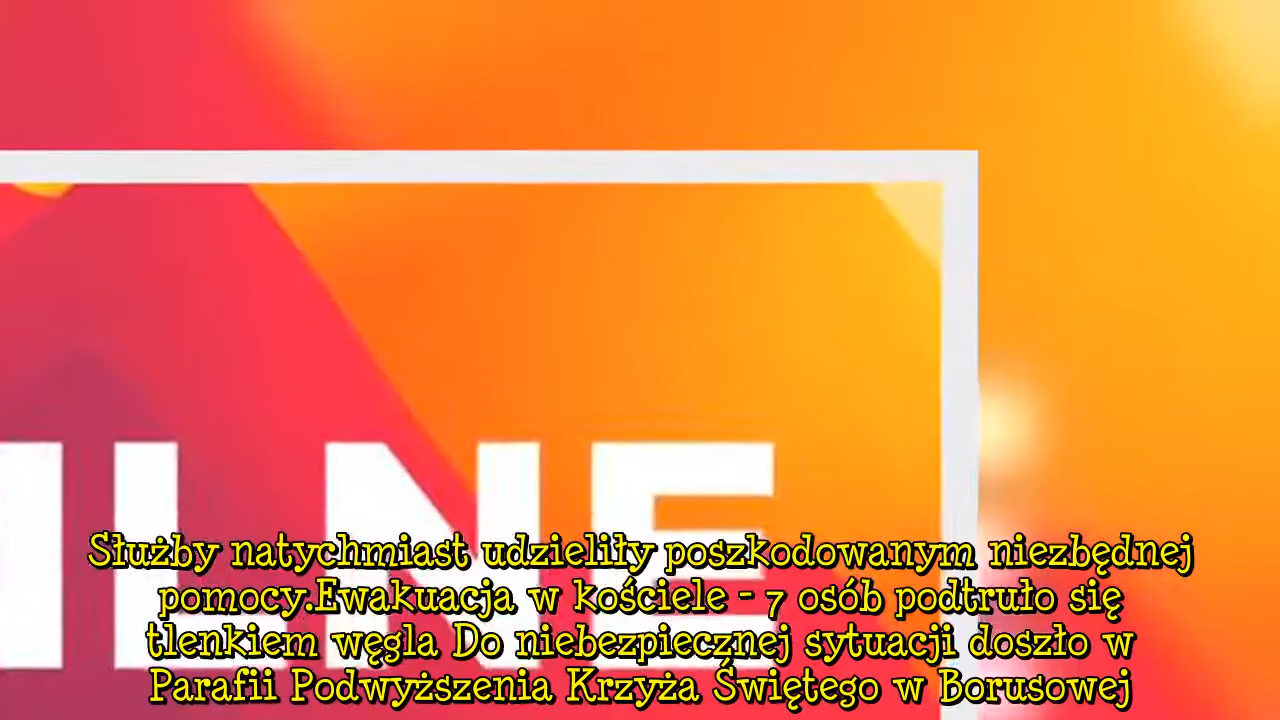 ILNE
Służby natychmiast udzieliły poszkodowanym niezbędnej
pomocy.Ewakuacja w kościele - 7 osób podtruło się
tlenkiem węgla Do niebezpiecznej sytuacji doszło w
Parafii Podwyższenia Krzyża Świętego w Borusowej